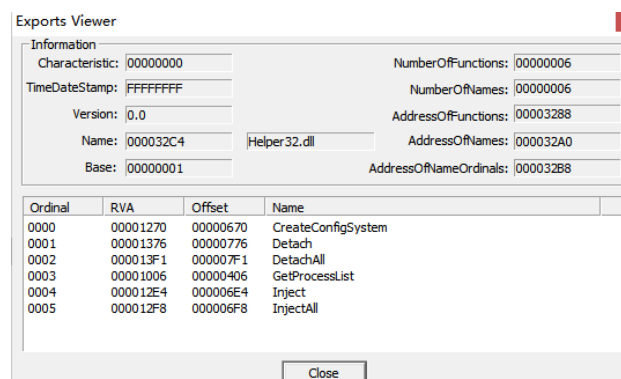 Exports Viewer
Information
Characteristic: 00000000 NumberOfFunctions: 00000006
TimeDateStamp: FFFFFFFF NumberOfNames: 00000006
Version: 0.0 AddressOfFunctions: 00003288
Name: 000032C4 Helper32.dll AddressOfNames: 000032A0
Base: 00000001 AddressOfNameOrdinals: 000032B8
Ordinal RVA Offset Name
0000 00001270 00000670 CreateConfigSystem
0001 00001376 00000776 Detach
0002 000013F1 000007F1 DetachAll
0003 00001006 00000406 GetProcessList
0004 000012E4 000006E4 Inject
0005 000012F8 000006F8 InjectAll
Close